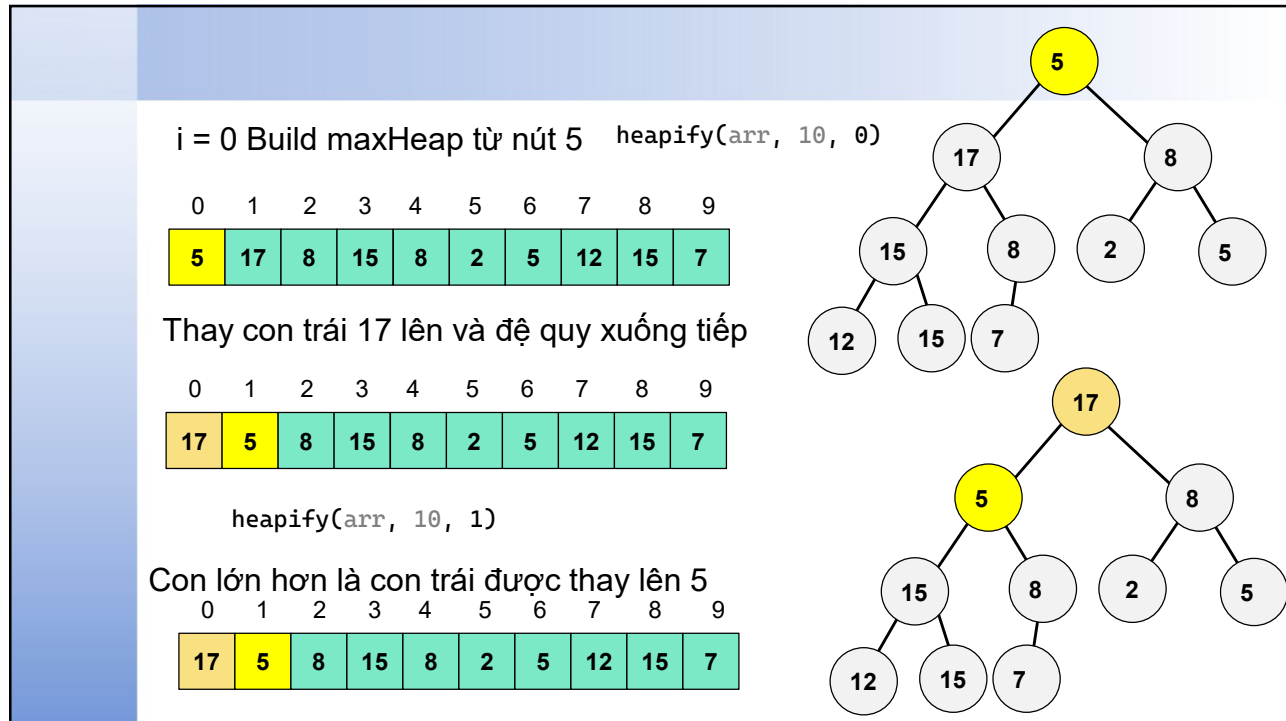 i = 0 Build maxHeap từ nút 5 heapify(arr, 10, 0)
0 1 2 3 4 5 6 7 8 9
5 17 8 15 8 2 5 12 15 7
Thay con trái 17 lên và đệ quy xuống tiếp
0 1 2 3 4 5 6 7 8 9
17 5 8 15 8 2 5 12 15 7
heapify(arr, 10, 1)
Con lớn hơn là con trái được thay lên 5
0 1 2 3 4 5 6 7 8 9
17 5 8 15 8 2 5 12 15 7
5
17 8
15 8 2 5
12 15 7
17
5 8
15 8 2 5
12 15 7